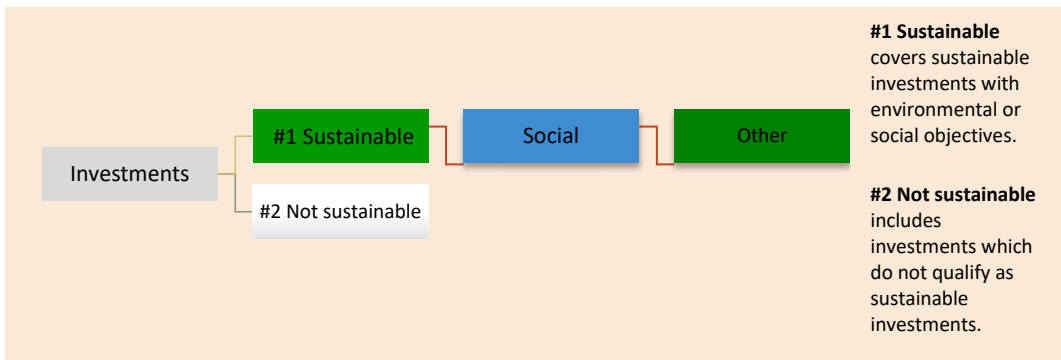 Investments
#1 Sustainable
#2 Not sustainable
Social
Other
#1 Sustainable
covers sustainable
investments with
environmental or
social objectives.
#2 Not sustainable
includes
investments which
do not qualify as
sustainable
investments.